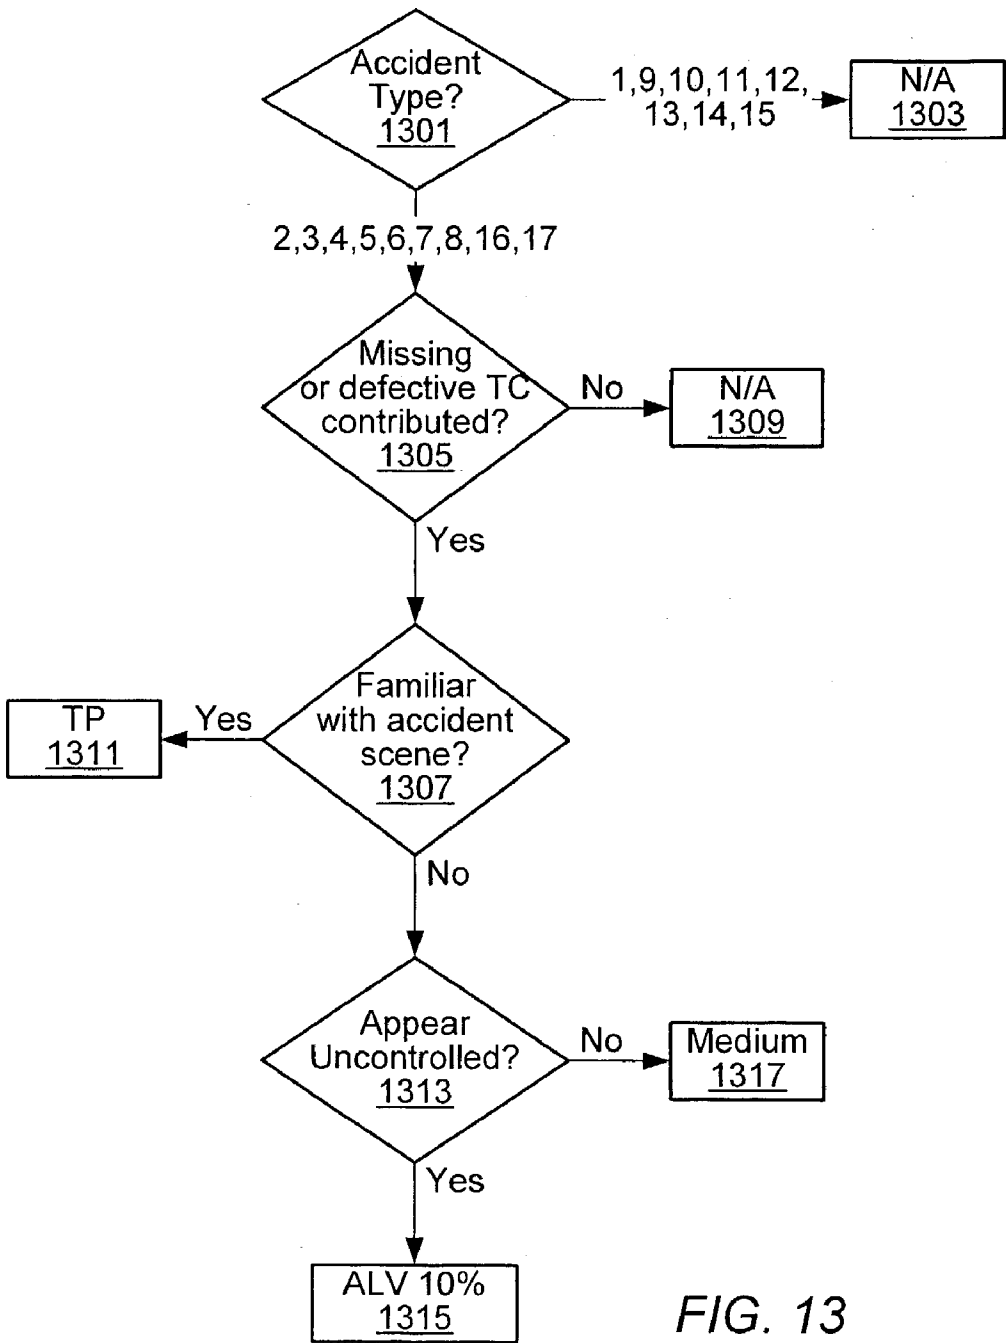 Accident
Type?
1301
1,9,10,11,12,
13,14,15
N/A
1303
2,3,4,5,6,7,8,16,17
Missing
or defective TC
contributed?
1305
No
N/A
1309
Yes
Familiar
with accident
scene?
1307
Yes
TP
1311
No
Appear
Uncontrolled?
1313
No
Medium
1317
Yes
ALV 10%
1315
FIG. 13